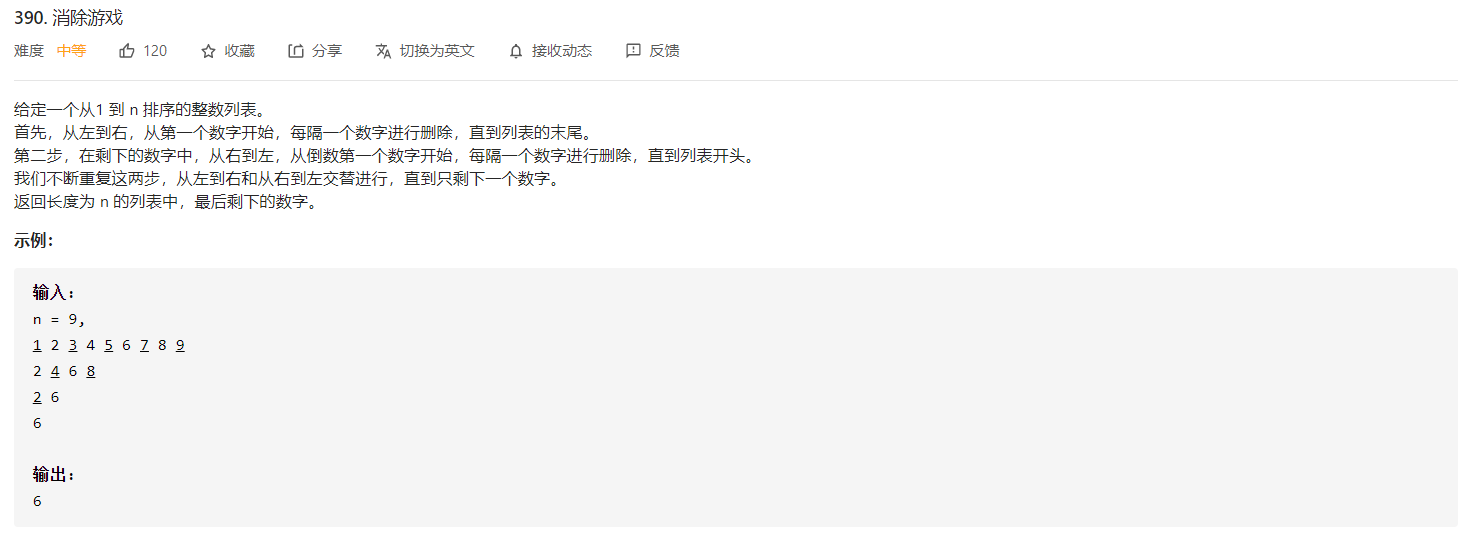 390. 消除游戏
难度 中等 120 收藏 分享 切换为英文 接收动态 反馈
给定一个从1 到 n 排序的整数列表。
首先，从左到右，从第一个数字开始，每隔一个数字进行删除，直到列表的末尾。
第二步，在剩下的数字中，从右到左，从倒数第一个数字开始，每隔一个数字进行删除，直到列表开头。
我们不断重复这两步，从左到右和从右到左交替进行，直到只剩下一个数字。
返回长度为 n 的列表中，最后剩下的数字。
示例：
输入：
n = 9,
1 2 3 4 5 6 7 8 9
2 4 6 8
2 6
6
输出：
6